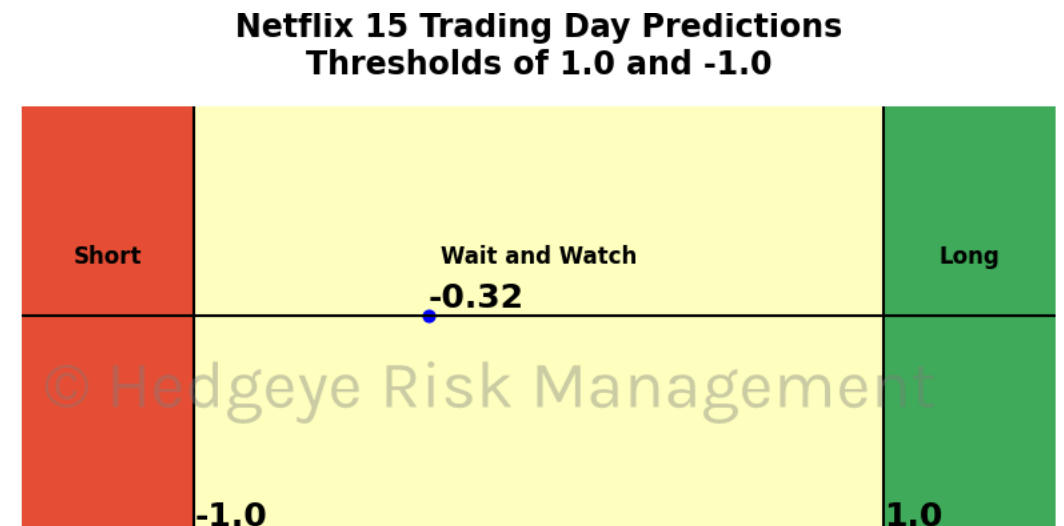 Netflix 15 Trading Day Predictions
Thresholds of 1.0 and -1.0
Short
Wait and Watch
Long
-0.32
© Hedgeye Risk Management
-1.0
1.0